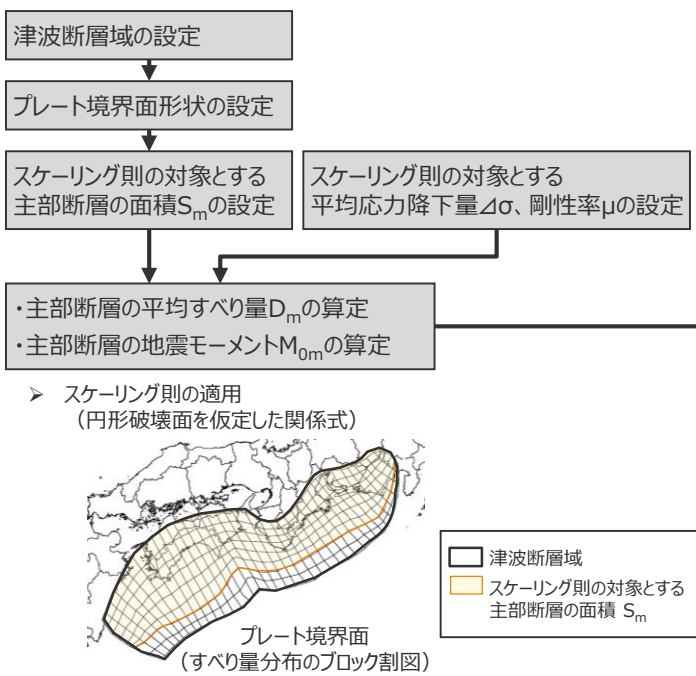 津波断層域の設定
プレート境界面形状の設定
スケーリング則の対象とする
主部断層の面積Smの設定
スケーリング則の対象とする
平均応力降下量⊿σ、剛性率μの設定
・主部断層の平均すべり量Dmの算定
・主部断層の地震モーメントM0mの算定
➢ スケーリング則の適用
（円形破壊面を仮定した関係式）
津波断層域
スケーリング則の対象とする
主部断層の面積 Sm
プレート境界面
（すべり量分布のブロック割図）